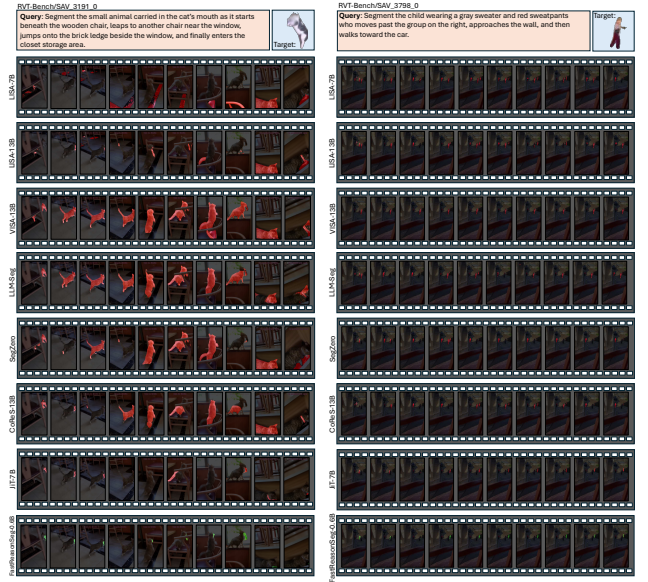 RVT-Bench/SAV_3191_0
Query: Segment the small animal carried in the cat's mouth as it starts
beneath the wooden chair, leaps to another chair near the window,
jumps onto the brick ledge beside the window, and finally enters the
closet storage area.
Target:
LISA-7B
LISA-13B
VISA-13B
LLM-Seg
SegZero
CoReS-13B
JiT-7B
FastReasonSeg-0.6B
RVT-Bench/SAV_3798_0
Query: Segment the child wearing a gray sweater and red sweatpants
who moves past the group on the right, approaches the wall, and then
walks toward the car.
Target:
LISA-7B
LISA-13B
VISA-13B
LLM-Seg
SegZero
CoReS-13B
JiT-7B
FastReasonSeg-0.6B